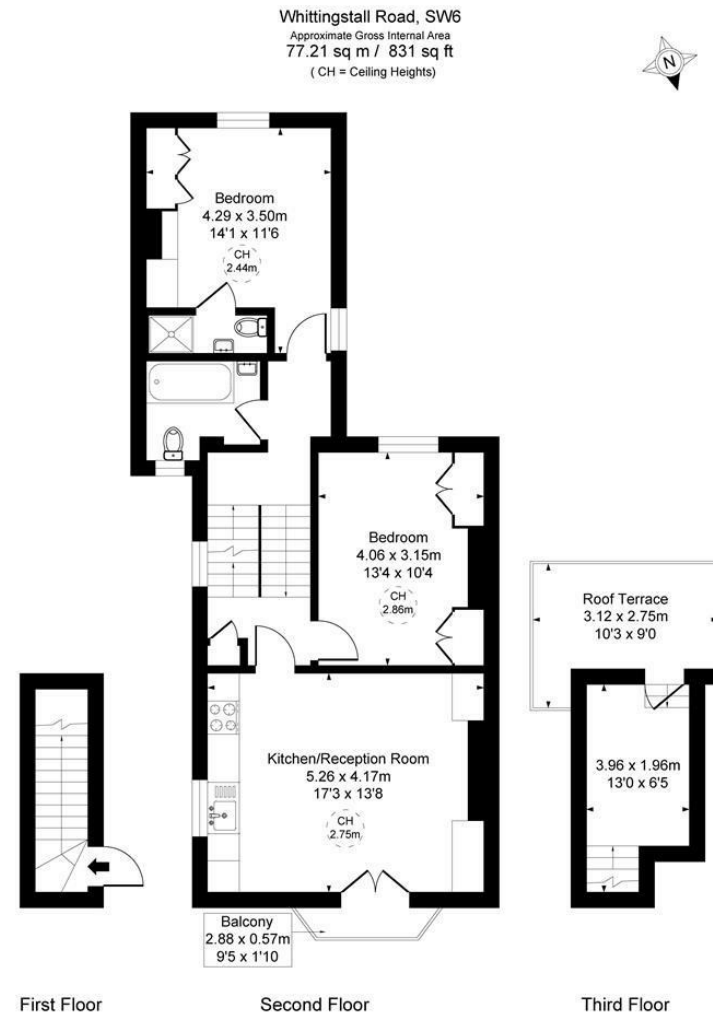 Whittingstall Road, SW6
Approximate Gross Internal Area
77.21 sq m / 831 sq ft
( CH = Ceiling Heights)
N
Bedroom
4.29 x 3.50m
14'1 x 11'6
CH
2.44m
Bedroom
4.06 x 3.15m
13'4 x 10'4
CH
2.86m
Roof Terrace
3.12 x 2.75m
10'3 x 9'0
Kitchen/Reception Room
5.26 x 4.17m
17'3 x 13'8
CH
2.75m
3.96 x 1.96m
13'0 x 6'5
Balcony
2.88 x 0.57m
9'5 x 1'10
First Floor
Second Floor
Third Floor